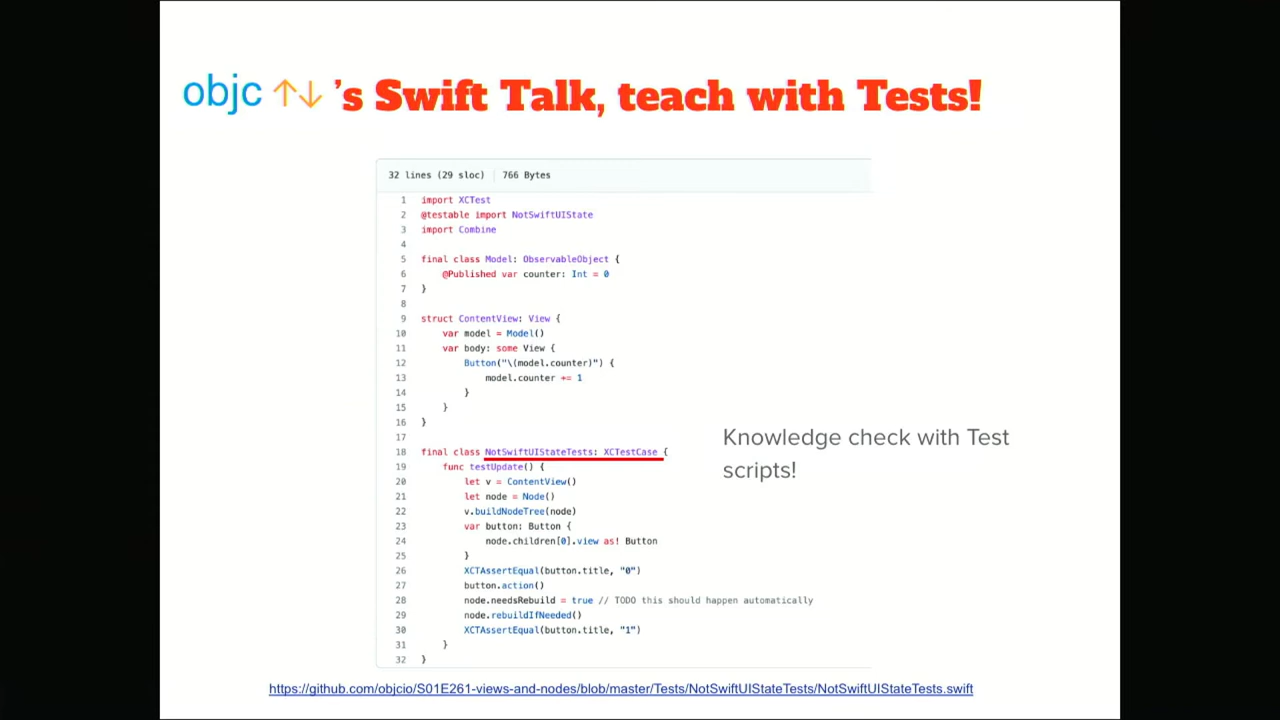 objc ↑↓ 's Swift Talk, teach with Tests!
32 lines (29 sloc) | 766 Bytes
1 import XCTest
2 @testable import NotSwiftUIState
3 import Combine
4
5 final class Model: ObservableObject {
6 @Published var counter: Int = 0
7 }
8
9 struct ContentView: View {
10 var model = Model()
11 var body: some View {
12 Button("\(model.counter)") {
13 model.counter += 1
14 }
15 }
16 }
17
18 final class NotSwiftUIStateTests: XCTestCase {
19 func testUpdate() {
20 let v = ContentView()
21 let node = Node()
22 v.buildNodeTree(node)
23 var button: Button {
24 node.children[0].view as! Button
25 }
26 XCTAssertEqual(button.title, "0")
27 button.action()
28 node.needsRebuild = true // TODO this should happen automatically
29 node.rebuildIfNeeded()
30 XCTAssertEqual(button.title, "1")
31 }
32 }
Knowledge check with Test
scripts!
https://github.com/objcio/S01E261-views-and-nodes/blob/master/Tests/NotSwiftUIStateTests/NotSwiftUIStateTests.swift